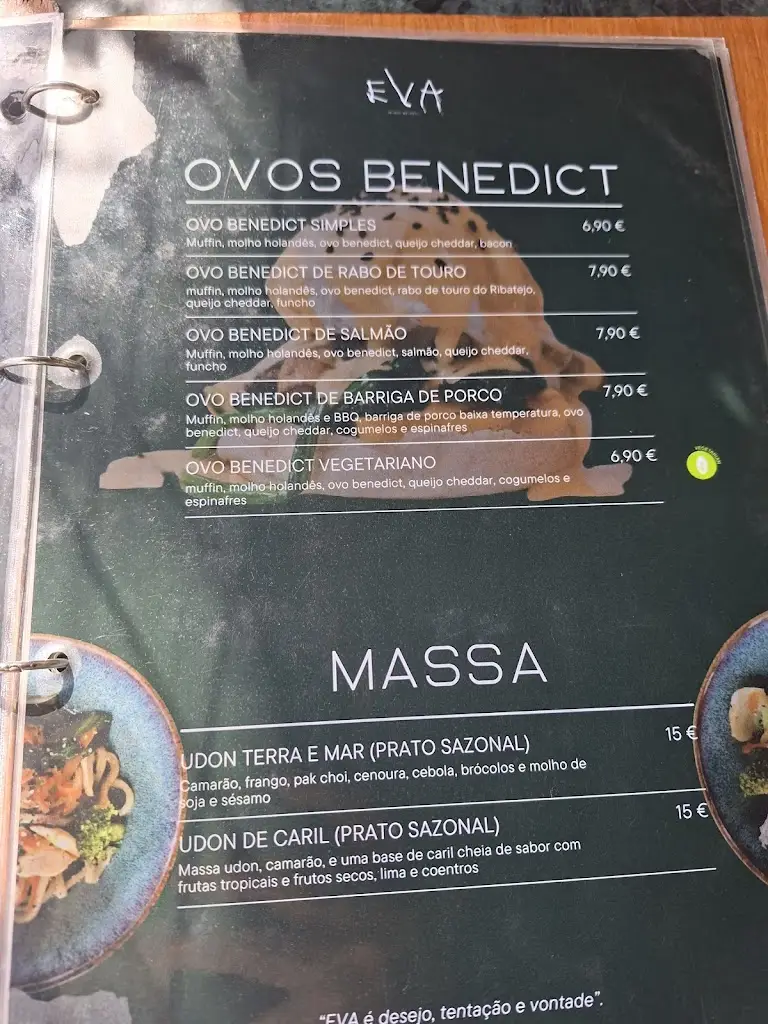 EVA
OVOS BENEDICT
OVO BENEDICT SIMPLES 6,90 €
Muffin, molho holandês, ovo benedict, queijo cheddar, bacon
OVO BENEDICT DE RABO DE TOURO 7,90 €
muffin, molho holandês, ovo benedict, rabo de touro do Ribatejo,
queijo cheddar, funcho
OVO BENEDICT DE SALMÃO 7,90 €
Muffin, molho holandês, ovo benedict, salmão, queijo cheddar,
funcho
OVO BENEDICT DE BARRIGA DE PORCO 7,90 €
Muffin, molho holandês e BBQ, barriga de porco baixa temperatura, ovo
benedict, queijo cheddar, cogumelos e espinafres
OVO BENEDICT VEGETARIANO 6,90 €
VEGETARIAN
muffin, molho holandês, ovo benedict, queijo cheddar, cogumelos e
espinafres
MASSA
UDON TERRA E MAR (PRATO SAZONAL) 15 €
Camarão, frango, pak choi, cenoura, cebola, brócolos e molho de
soja e sésamo
UDON DE CARIL (PRATO SAZONAL) 15 €
Massa udon, camarão, e uma base de caril cheia de sabor com
frutas tropicais e frutos secos, lima e coentros
"EVA é desejo, tentação e vontade".